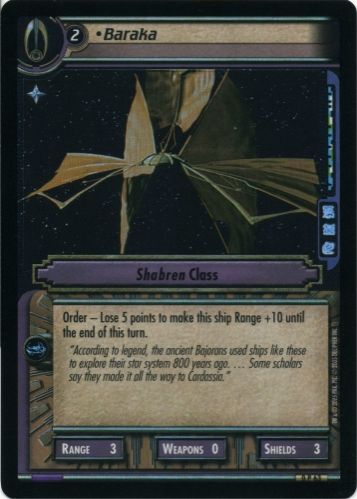 2 •Baraka
Shabren Class
Order – Lose 5 points to make this ship Range +10 until
the end of this turn.
"According to legend, the ancient Bajorans used ships like these
to explore their star system 800 years ago. . . . Some scholars
say they made it all the way to Cardassia."
RANGE 3 WEAPONS 0 SHIELDS 3